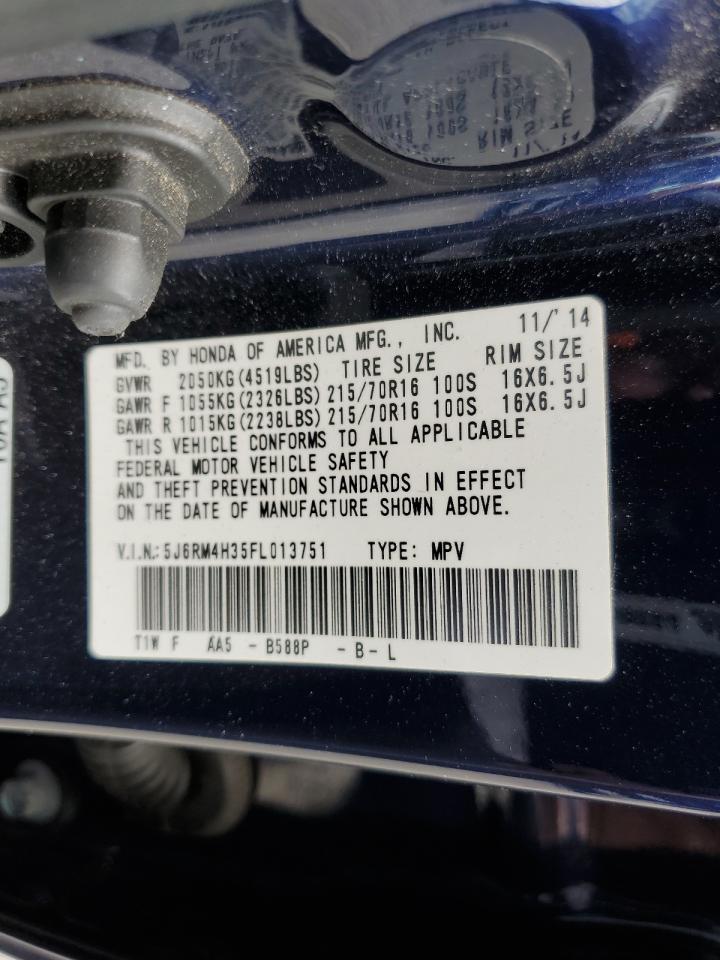 MFD. BY HONDA OF AMERICA MFG., INC. 11/'14
GVWR 2050KG(4519LBS) TIRE SIZE RIM SIZE
GAWR F 1055KG(2326LBS) 215/70R16 100S 16X6.5J
GAWR R 1015KG(2238LBS) 215/70R16 100S 16X6.5J
THIS VEHICLE CONFORMS TO ALL APPLICABLE
FEDERAL MOTOR VEHICLE SAFETY
AND THEFT PREVENTION STANDARDS IN EFFECT
ON THE DATE OF MANUFACTURE SHOWN ABOVE.
V.I.N.: 5J6RM4H35FL013751 TYPE: MPV
T1W F AA5 - B588P - B - L